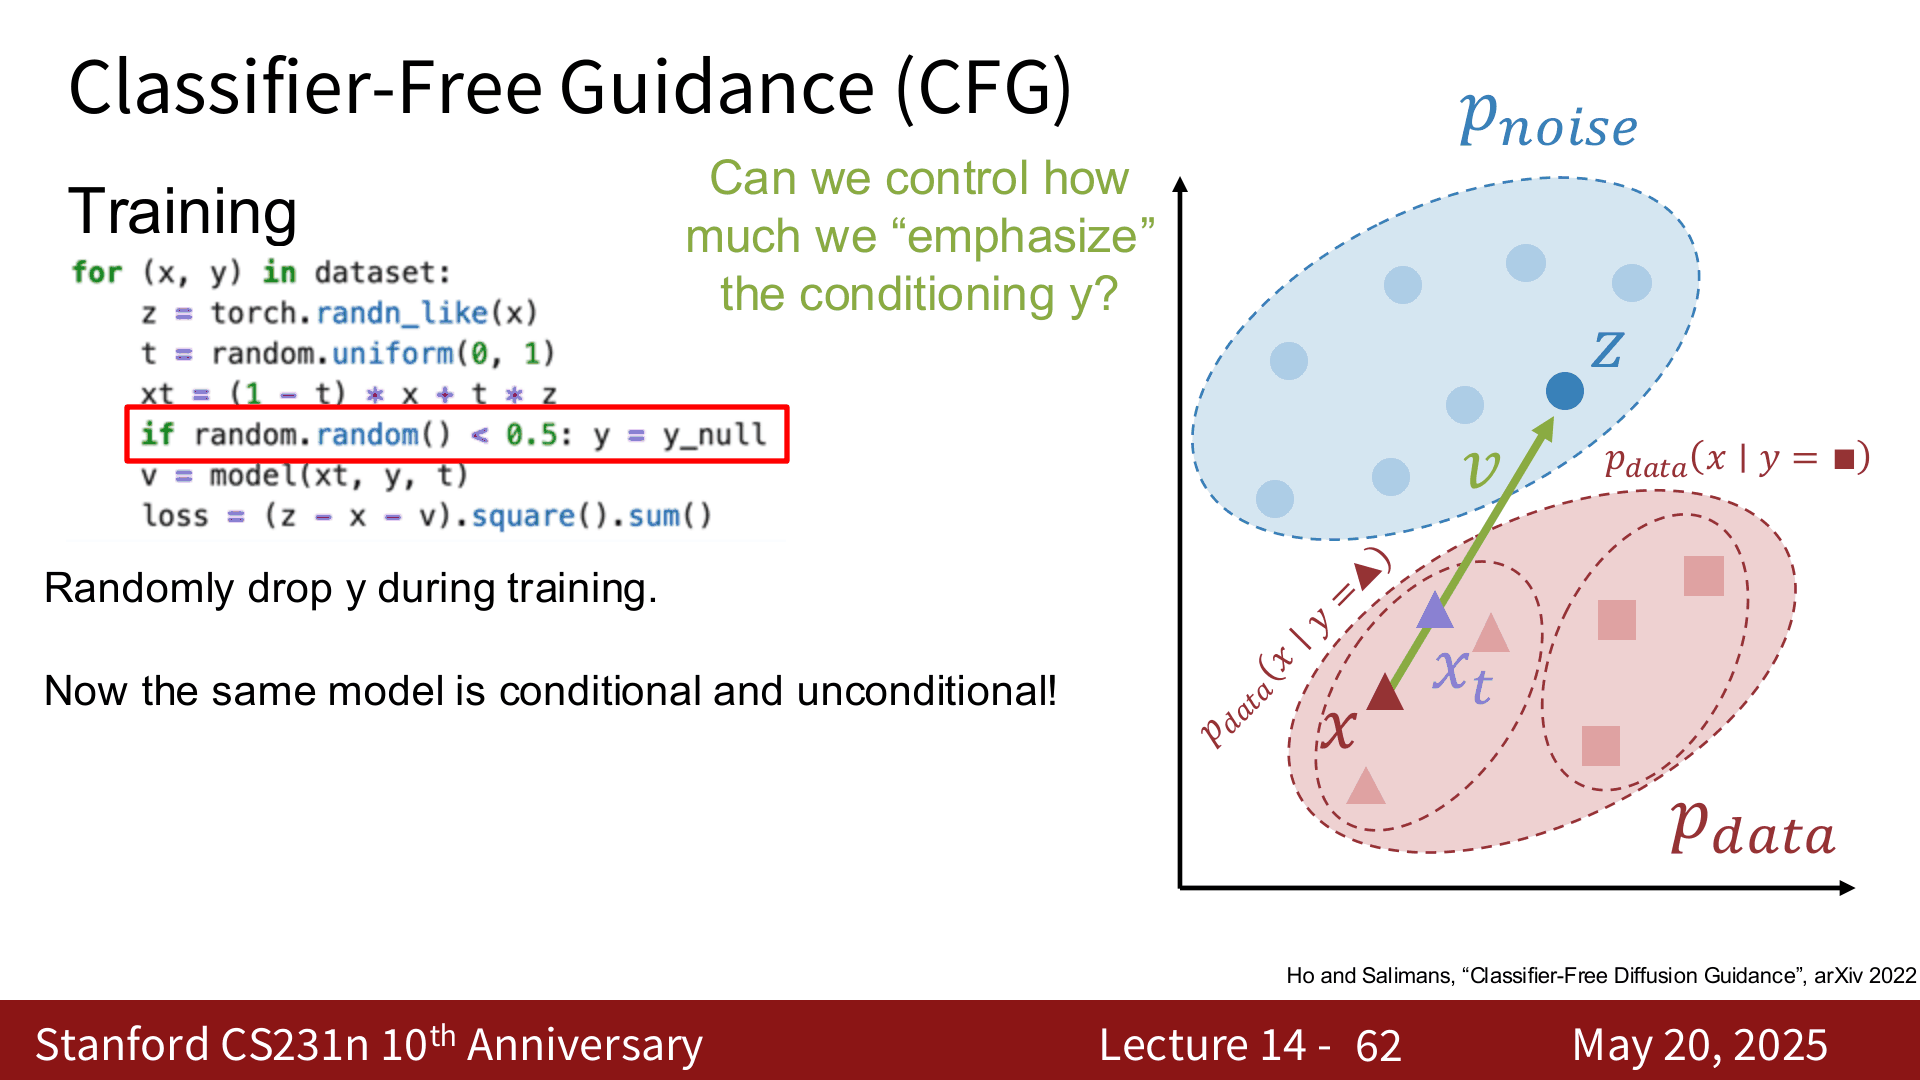 Classifier-Free Guidance (CFG)
Training
for (x, y) in dataset:
    z = torch.randn_like(x)
    t = random.uniform(0, 1)
    xt = (1 - t) * x + t * z
    if random.random() < 0.5: y = y_null
    v = model(xt, y, t)
    loss = (z - x - v).square().sum()
Can we control how
much we “emphasize”
the conditioning y?
Randomly drop y during training.
Now the same model is conditional and unconditional!
p_noise
z
v
p_data(x | y = ■)
p_data(x | y = ▲)
x_t
x
p_data
Ho and Salimans, “Classifier-Free Diffusion Guidance”, arXiv 2022
Stanford CS231n 10th Anniversary
Lecture 14 - 62
May 20, 2025